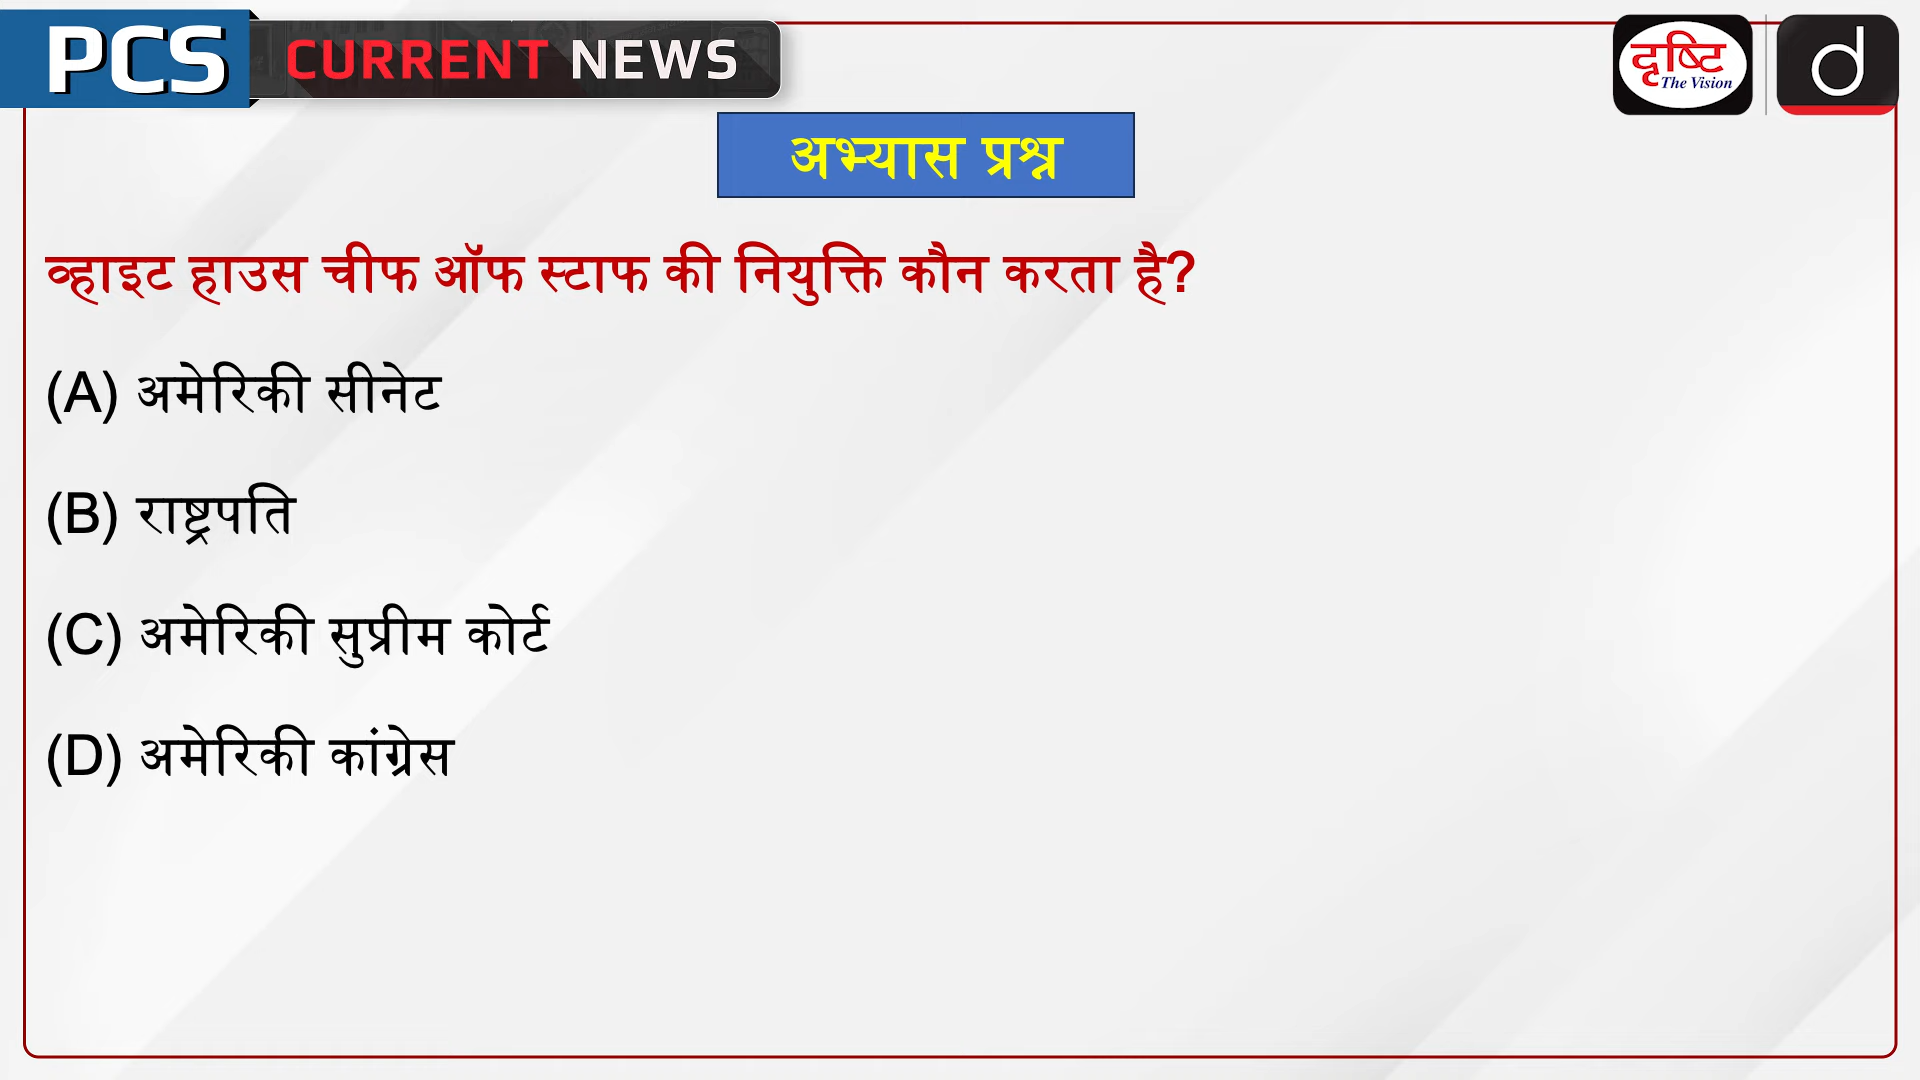 PCS CURRENT NEWS
दृष्टि
The Vision
d
अभ्यास प्रश्न
व्हाइट हाउस चीफ ऑफ स्टाफ की नियुक्ति कौन करता है?
(A) अमेरिकी सीनेट
(B) राष्ट्रपति
(C) अमेरिकी सुप्रीम कोर्ट
(D) अमेरिकी कांग्रेस